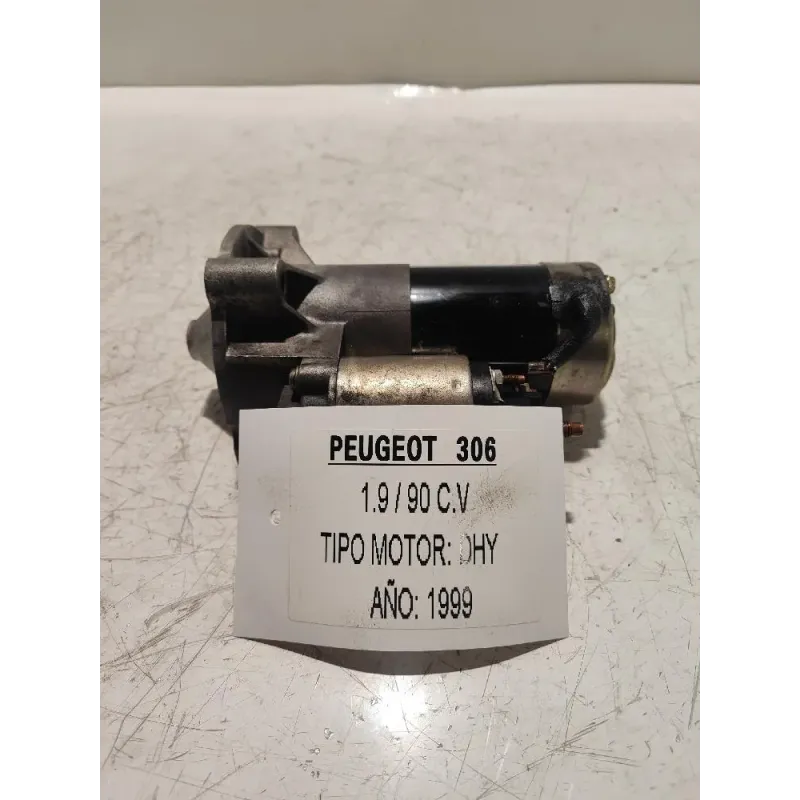 PEUGEOT 306
1.9 / 90 C.V
TIPO MOTOR: DHY
AÑO: 1999